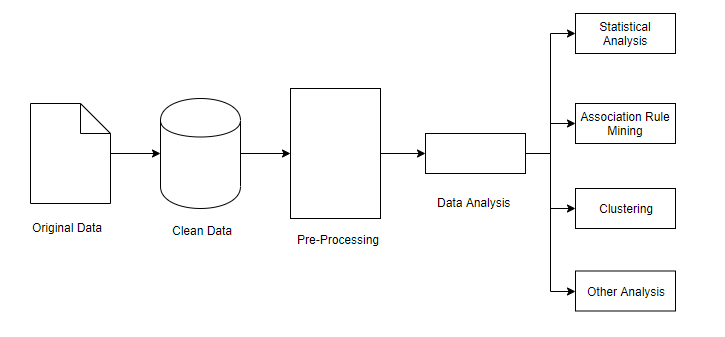 Original Data
Clean Data
Pre-Processing
Data Analysis
Statistical
Analysis
Association Rule
Mining
Clustering
Other Analysis